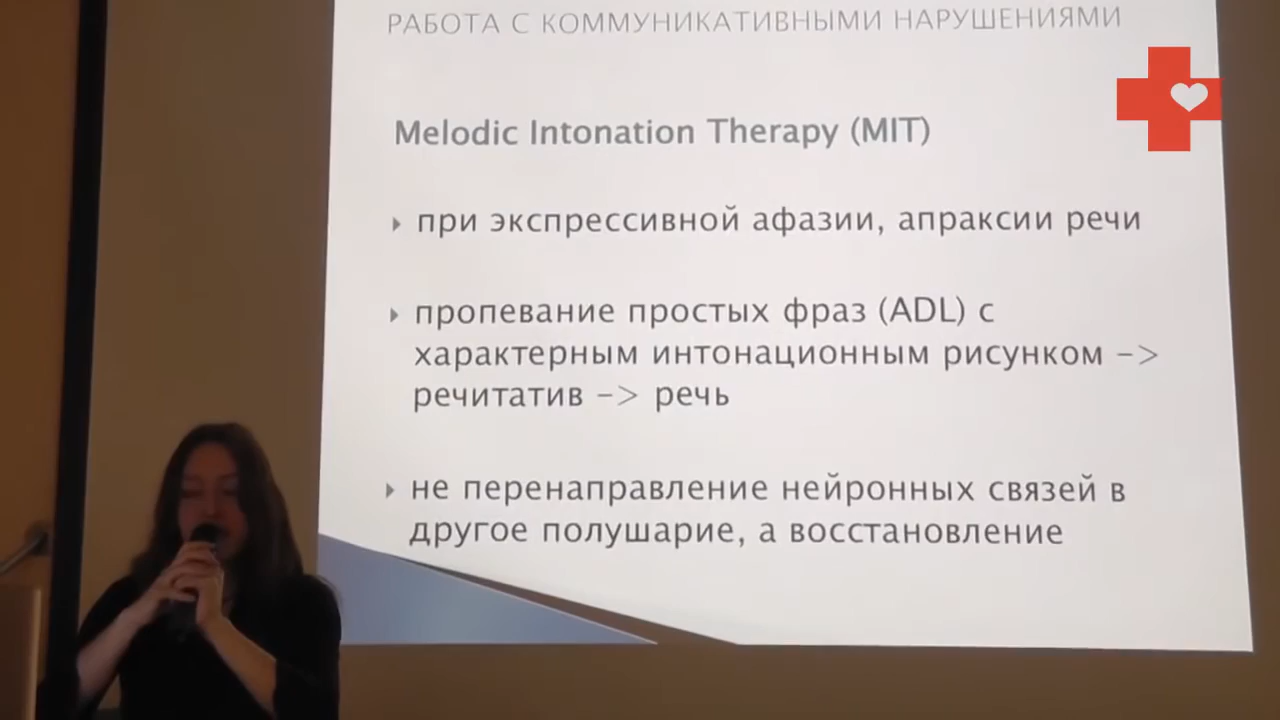 РАБОТА С КОММУНИКАТИВНЫМИ НАРУШЕНИЯМИ
Melodic Intonation Therapy (MIT)
при экспрессивной афазии, апраксии речи
пропевание простых фраз (ADL) с
характерным интонационным рисунком ->
речитатив -> речь
не перенаправление нейронных связей в
другое полушарие, а восстановление